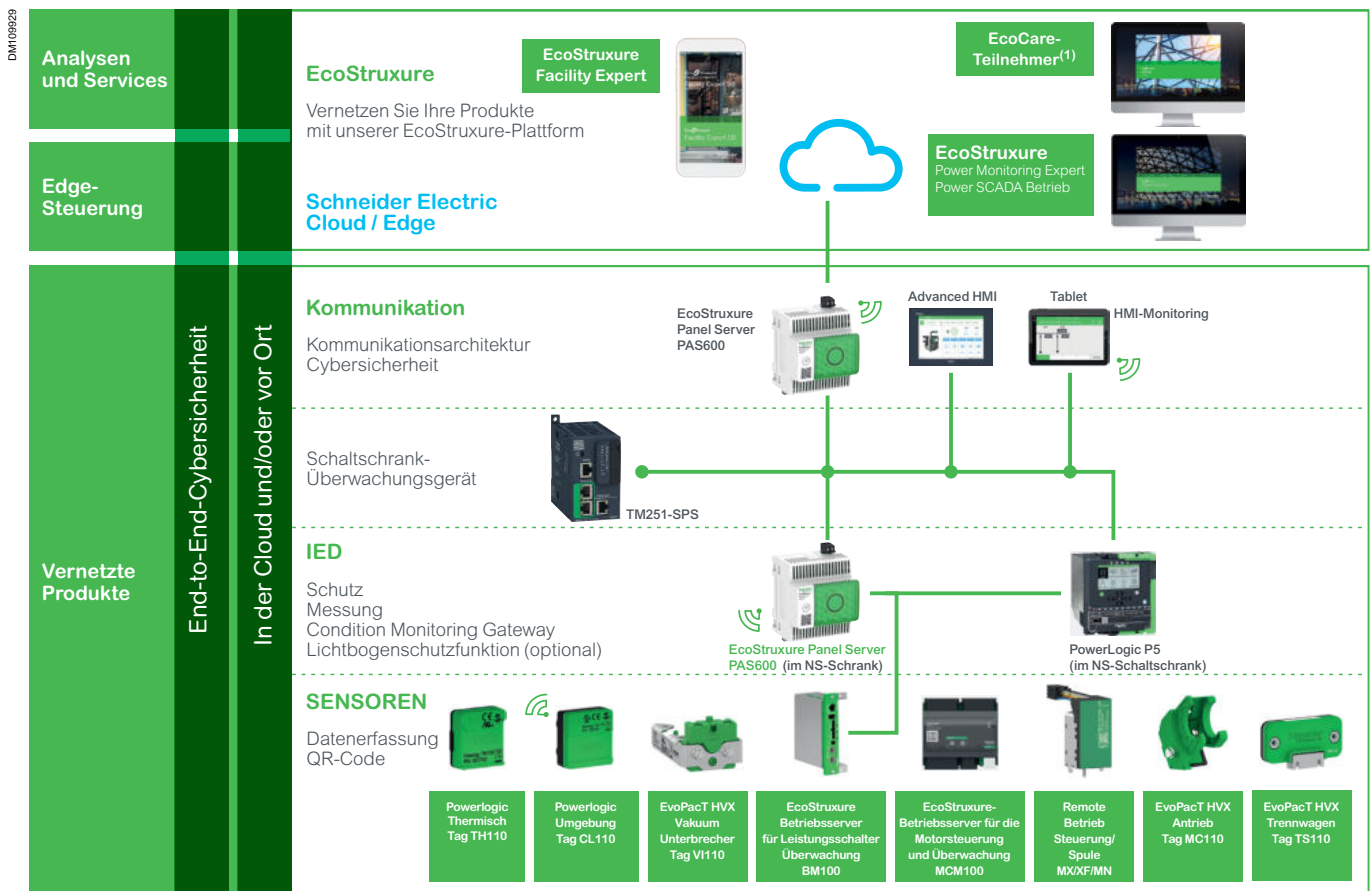 DM109929
Analysen
und Services
Edge-
Steuerung
Vernetzte
Produkte
End-to-End-Cybersicherheit
In der Cloud und/oder vor Ort
EcoStruxure
Vernetzen Sie Ihre Produkte
mit unserer EcoStruxure-Plattform
Schneider Electric
Cloud / Edge
EcoStruxure
Facility Expert
EcoCare-
Teilnehmer(1)
EcoStruxure
Power Monitoring Expert
Power SCADA Betrieb
Kommunikation
Kommunikationsarchitektur
Cybersicherheit
EcoStruxure
Panel Server
PAS600
Advanced HMI
Tablet
HMI-Monitoring
Schaltschrank-
Überwachungsgerät
TM251-SPS
IED
Schutz
Messung
Condition Monitoring Gateway
Lichtbogenschutzfunktion (optional)
EcoStruxure Panel Server
PAS600 (im NS-Schrank)
PowerLogic P5
(im NS-Schaltschrank)
SENSOREN
Datenerfassung
QR-Code
Powerlogic
Thermisch
Tag TH110
Powerlogic
Umgebung
Tag CL110
EvoPacT HVX
Vakuum
Unterbrecher
Tag VI110
EcoStruxure
Betriebsserver
für Leistungsschalter
Überwachung
BM100
EcoStruxure-
Betriebsserver für die
Motorsteuerung
und Überwachung
MCM100
Remote
Betrieb
Steuerung/
Spule
MX/XF/MN
EvoPacT HVX
Antrieb
Tag MC110
EvoPacT HVX
Trennwagen
Tag TS110